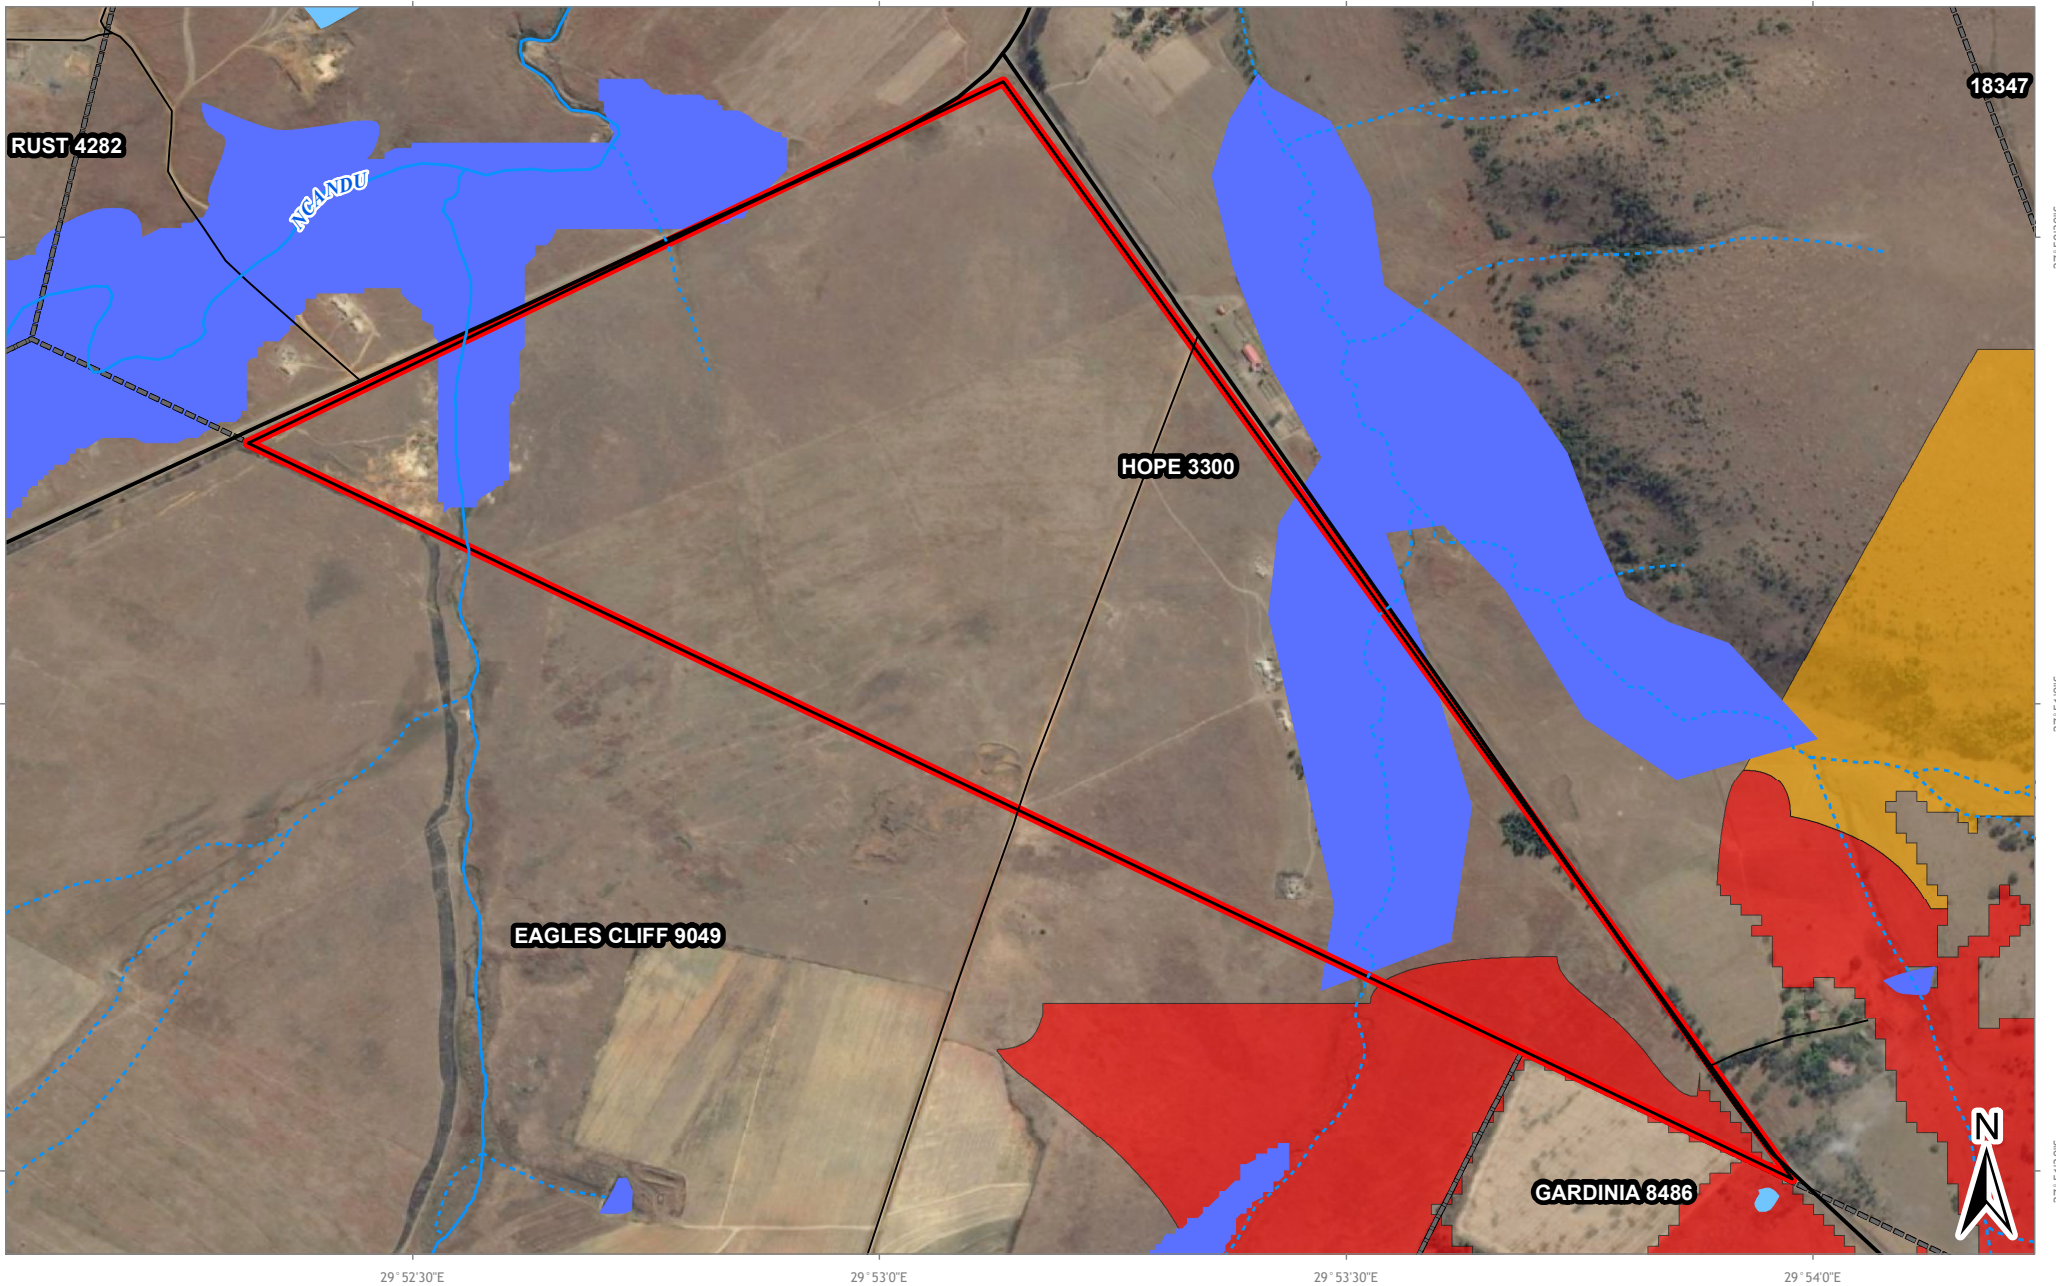 18347
RUST 4282
NCANDU
HOPE 3300
EAGLES CLIFF 9049
N
GARDINIA 8486
29°52'30"E
29°53'0"E
29°53'30"E
29°54'0"E